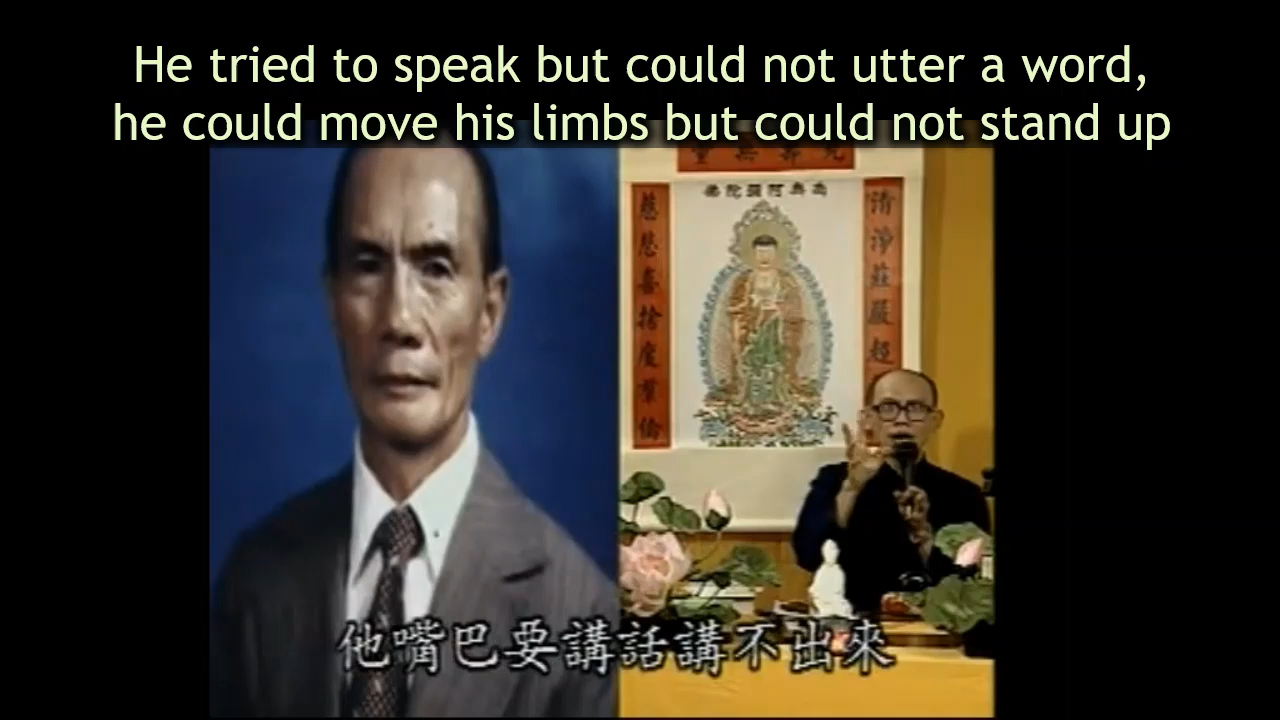 He tried to speak but could not utter a word,
he could move his limbs but could not stand up
南無阿彌陀佛
慈悲喜捨度羣倫
清淨莊嚴超
他嘴巴要講話講不出來